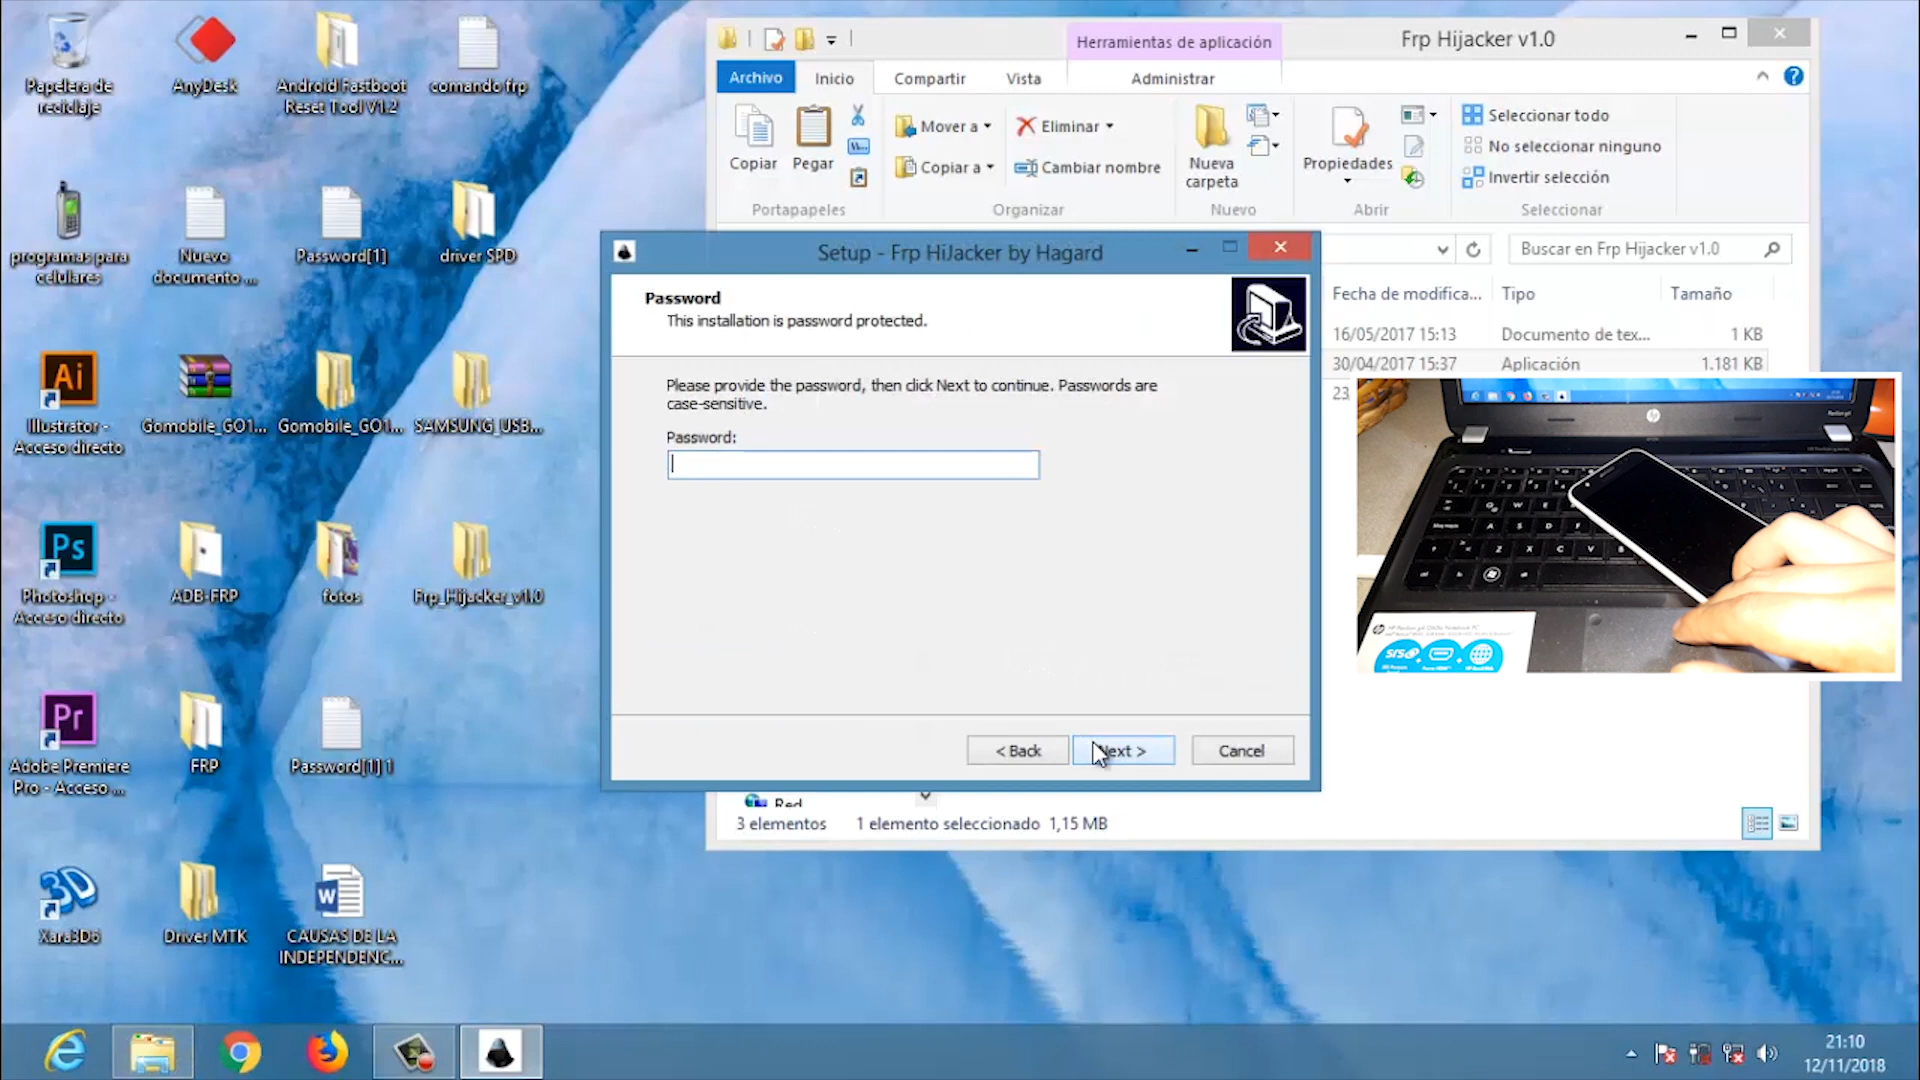 Papelera de
reciclaje
AnyDesk
Android Fastboot
Reset Tool V1.2
comando frp
programas para
celulares
Nuevo
documento ...
Password[1]
driver SPD
Illustrator -
Acceso directo
Gomobile_GO1...
Gomobile_GO1...
SAMSUNG_USB...
Photoshop -
Acceso directo
ADB-FRP
fotos
Frp_Hijacker_v1.0
Adobe Premiere
Pro - Acceso ...
FRP
Password[1] 1
Xara3D6
Driver MTK
CAUSAS DE LA
INDEPENDENC...
Herramientas de aplicación
Frp Hijacker v1.0
Archivo
Inicio
Compartir
Vista
Administrar
Copiar
Pegar
Mover a
Copiar a
Eliminar
Cambiar nombre
Nueva
carpeta
Propiedades
Seleccionar todo
No seleccionar ninguno
Invertir selección
Portapapeles
Organizar
Nuevo
Abrir
Seleccionar
Buscar en Frp Hijacker v1.0
Fecha de modifica...
Tipo
Tamaño
16/05/2017 15:13
Documento de tex...
1 KB
30/04/2017 15:37
Aplicación
1.181 KB
23
Setup - Frp HiJacker by Hagard
Password
This installation is password protected.
Please provide the password, then click Next to continue. Passwords are
case-sensitive.
Password:
< Back
Next >
Cancel
Red
3 elementos
1 elemento seleccionado 1,15 MB
21:10
12/11/2018